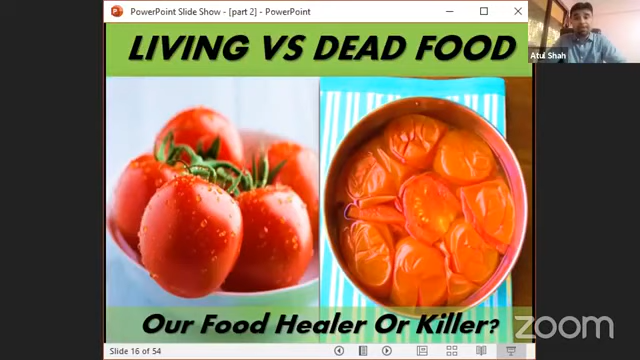 PowerPoint Slide Show - [part 2] - PowerPoint
Atul Shah
LIVING VS DEAD FOOD
Our Food Healer Or Killer?
zoom
Slide 16 of 54